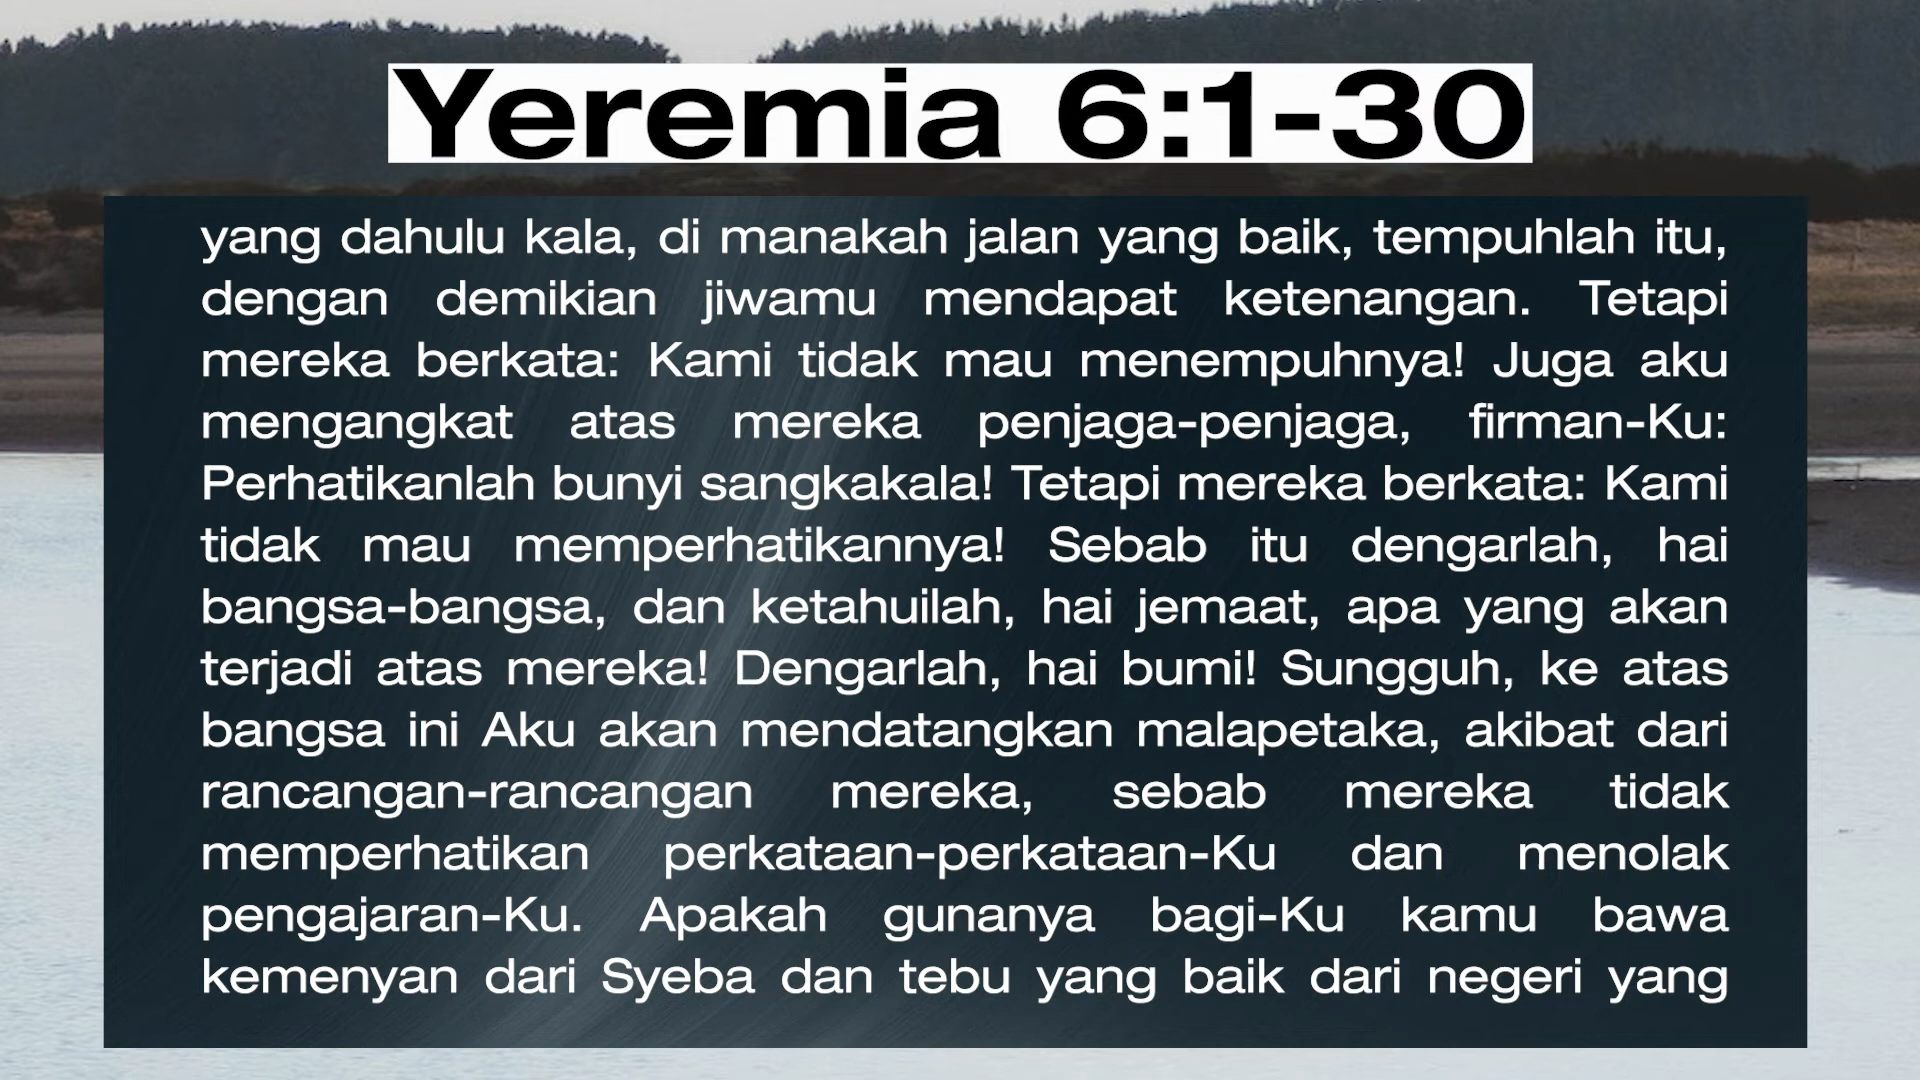 Yeremia 6:1-30
yang dahulu kala, di manakah jalan yang baik, tempuhlah itu,
dengan demikian jiwamu mendapat ketenangan. Tetapi
mereka berkata: Kami tidak mau menempuhnya! Juga aku
mengangkat atas mereka penjaga-penjaga, firman-Ku:
Perhatikanlah bunyi sangkakala! Tetapi mereka berkata: Kami
tidak mau memperhatikannya! Sebab itu dengarlah, hai
bangsa-bangsa, dan ketahuilah, hai jemaat, apa yang akan
terjadi atas mereka! Dengarlah, hai bumi! Sungguh, ke atas
bangsa ini Aku akan mendatangkan malapetaka, akibat dari
rancangan-rancangan mereka, sebab mereka tidak
memperhatikan perkataan-perkataan-Ku dan menolak
pengajaran-Ku. Apakah gunanya bagi-Ku kamu bawa
kemenyan dari Syeba dan tebu yang baik dari negeri yang